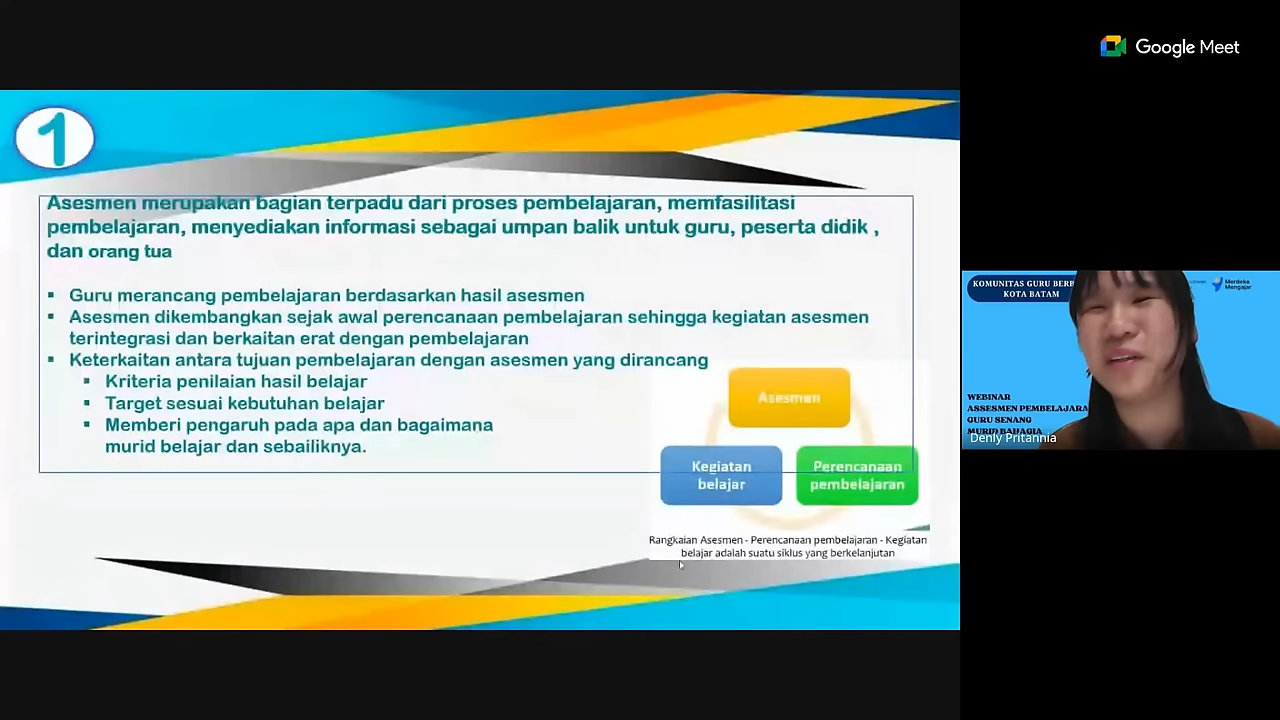 1
Asesmen merupakan bagian terpadu dari proses pembelajaran, memfasilitasi
pembelajaran, menyediakan informasi sebagai umpan balik untuk guru, peserta didik ,
dan orang tua
▪ Guru merancang pembelajaran berdasarkan hasil asesmen
▪ Asesmen dikembangkan sejak awal perencanaan pembelajaran sehingga kegiatan asesmen
terintegrasi dan berkaitan erat dengan pembelajaran
▪ Keterkaitan antara tujuan pembelajaran dengan asesmen yang dirancang
▪ Kriteria penilaian hasil belajar
▪ Target sesuai kebutuhan belajar
▪ Memberi pengaruh pada apa dan bagaimana
murid belajar dan sebailiknya.
Asesmen
Kegiatan
belajar
Perencanaan
pembelajaran
Rangkaian Asesmen - Perencanaan pembelajaran - Kegiatan
belajar adalah suatu siklus yang berkelanjutan
Google Meet
KOMUNITAS GURU BERB
KOTA BATAM
Merdeka
Mengajar
WEBINAR
ASSESMEN PEMBELAJARA
GURU SENANG
MURID BAHAGIA
Denly Pritannia